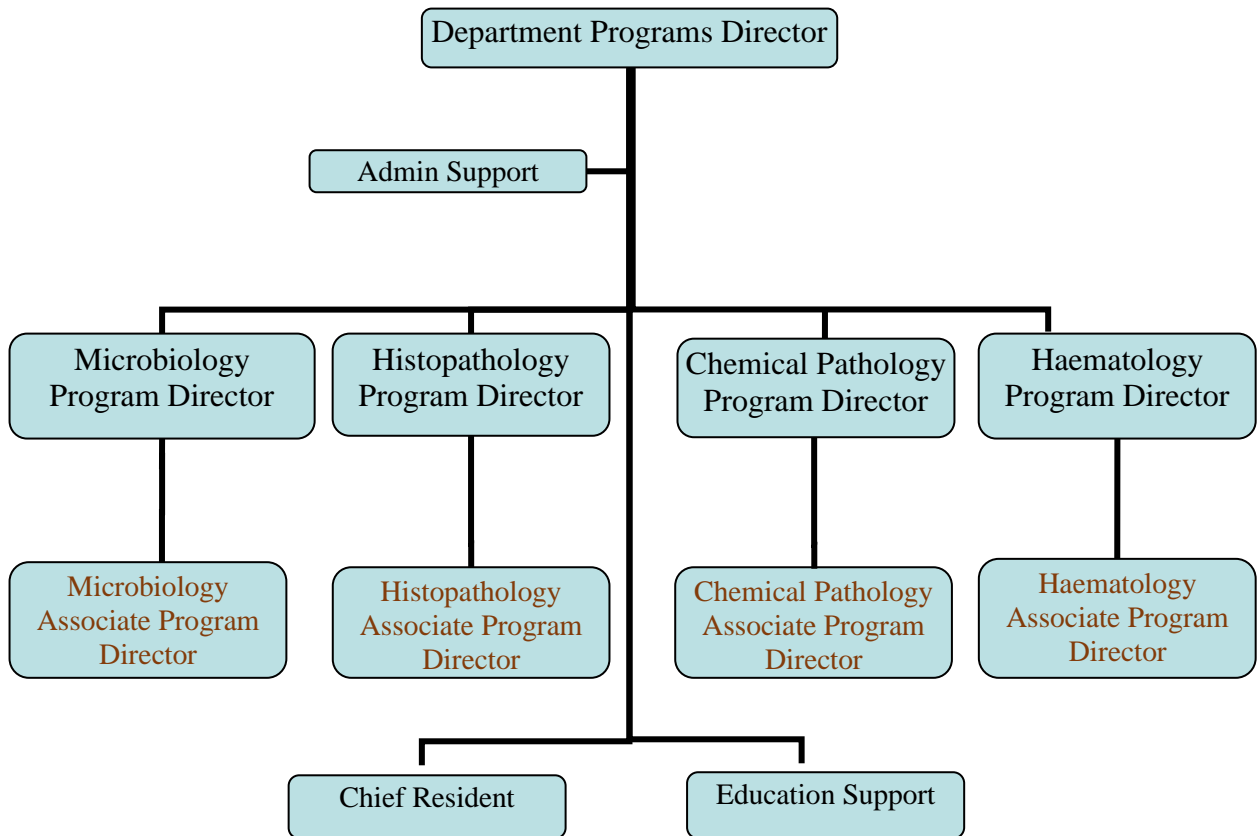 Department Programs Director
Admin Support
Microbiology
Program Director
Histopathology
Program Director
Chemical Pathology
Program Director
Haematology
Program Director
Microbiology
Associate Program
Director
Histopathology
Associate Program
Director
Chemical Pathology
Associate Program
Director
Haematology
Associate Program
Director
Chief Resident
Education Support